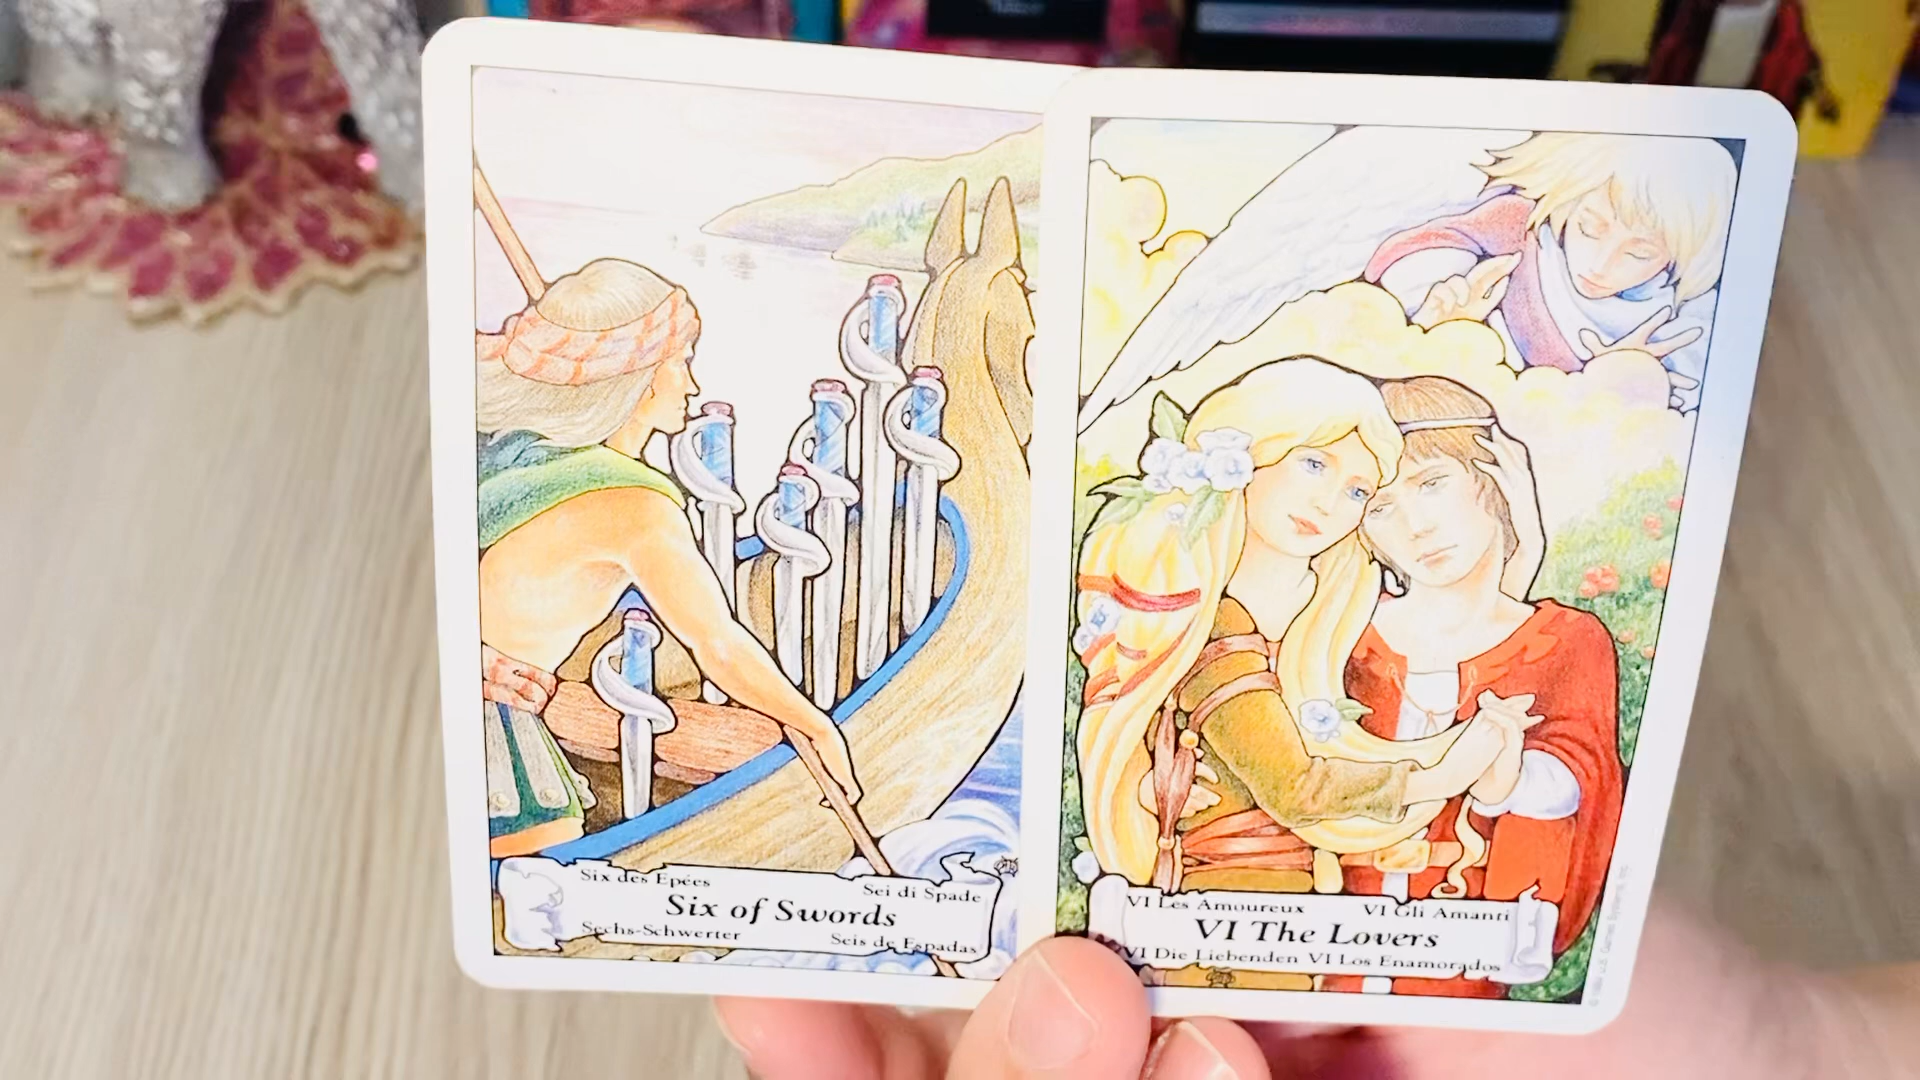 Six des Epées
Sei di Spade
Six of Swords
Sechs-Schwerter
Seis de Espadas
VI Les Amoureux
VI Gli Amanti
VI The Lovers
VI Die Liebenden
VI Los Enamorados